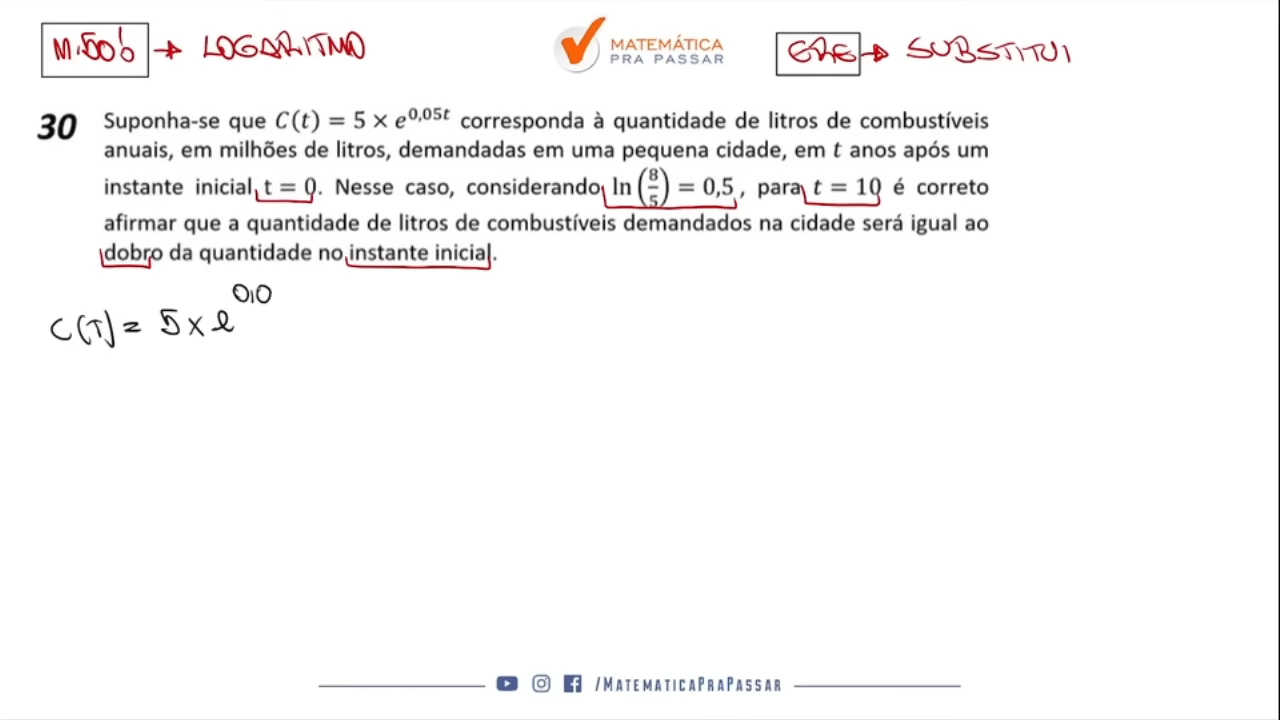 → LOGARITMO
MATEMÁTICA
PRA PASSAR
→ SUBSTITUI
30 Suponha-se que C(t) = 5 × e^{0,05t} corresponda à quantidade de litros de combustíveis
anuais, em milhões de litros, demandadas em uma pequena cidade, em t anos após um
instante inicial t = 0. Nesse caso, considerando ln(8/5) = 0,5, para t = 10 é correto
afirmar que a quantidade de litros de combustíveis demandados na cidade será igual ao
dobro da quantidade no instante inicial.
C(T) = 5 × e^{0,0}
/MATEMATICAPRAPASSAR